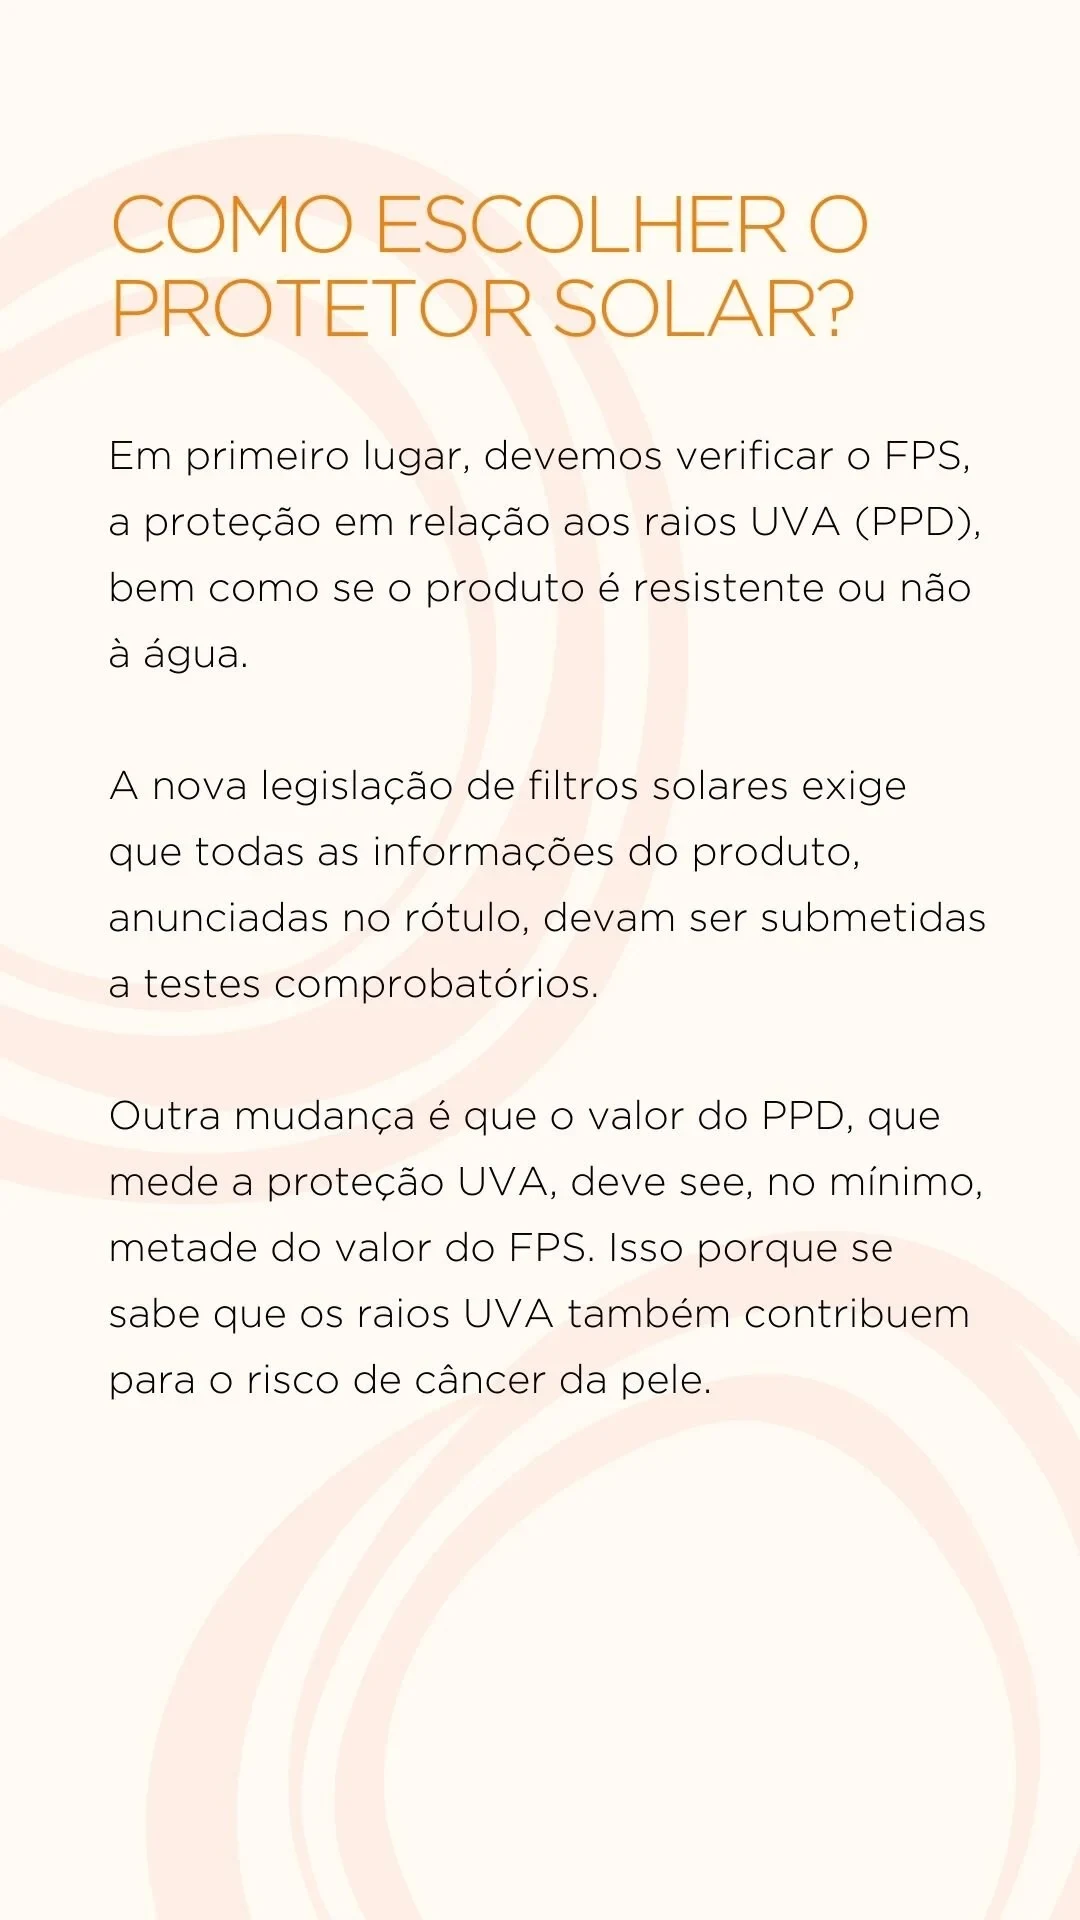 COMO ESCOLHER O
PROTETOR SOLAR?
Em primeiro lugar, devemos verificar o FPS,
a proteção em relação aos raios UVA (PPD),
bem como se o produto é resistente ou não
à água.
A nova legislação de filtros solares exige
que todas as informações do produto,
anunciadas no rótulo, devam ser submetidas
a testes comprobatórios.
Outra mudança é que o valor do PPD, que
mede a proteção UVA, deve see, no mínimo,
metade do valor do FPS. Isso porque se
sabe que os raios UVA também contribuem
para o risco de câncer da pele.